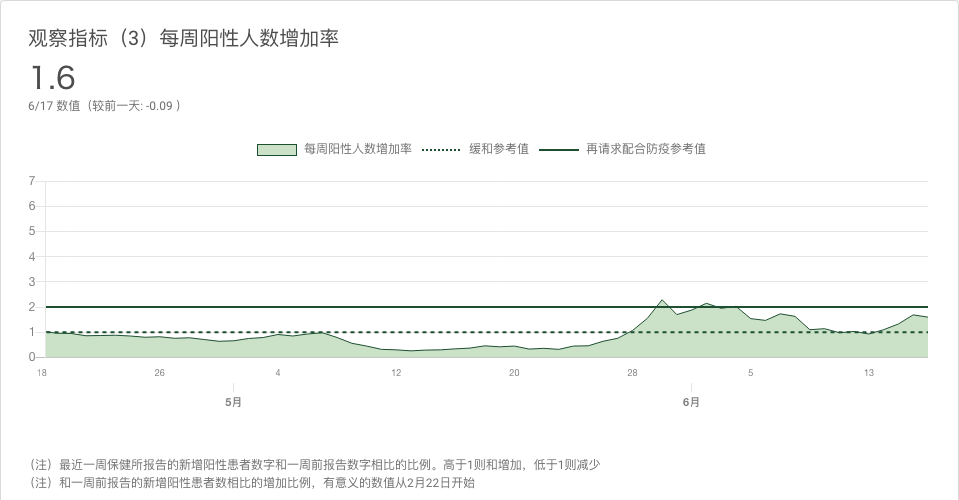 观察指标（3）每周阳性人数增加率
1.6
6/17 数值（较前一天: -0.09 ）
每周阳性人数增加率 缓和参考值 再请求配合防疫参考值
7
6
5
4
3
2
1
0
18 26 4 12 20 28 5 13
5月 6月
（注）最近一周保健所报告的新增阳性患者数字和一周前报告数字相比的比例。高于1则和增加，低于1则减少
（注）和一周前报告的新增阳性患者数相比的增加比例，有意义的数值从2月22日开始